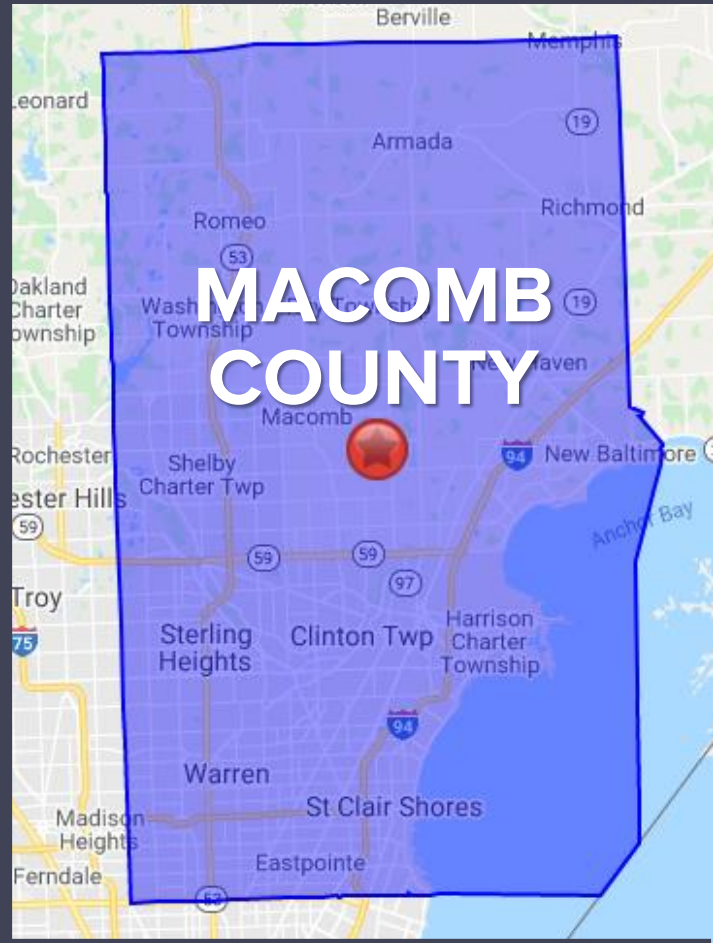 Berville
Memphis
Leonard
19
Armada
Romeo
Richmond
53
Oakland
Charter
ownship
MACOMB
Washington
Township
Ray Township
19
COUNTY
New Haven
Macomb
Rochester
Shelby
Charter Twp
94
New Baltimore
ester Hills
59
Anchor Bay
59
59
97
Troy
75
Sterling
Heights
Clinton Twp
Harrison
Charter
Township
94
Warren
St Clair Shores
Madison
Heights
Eastpointe
Ferndale
53